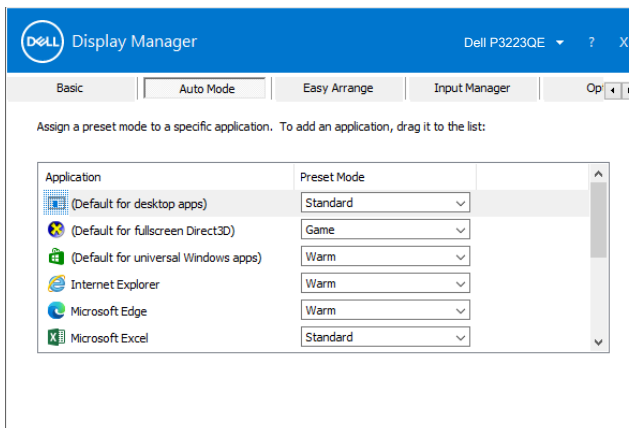 DELL Display Manager Dell P3223QE ? X
Basic Auto Mode Easy Arrange Input Manager
Assign a preset mode to a specific application. To add an application, drag it to the list:
Application Preset Mode
(Default for desktop apps) Standard
(Default for fullscreen Direct3D) Game
(Default for universal Windows apps) Warm
Internet Explorer Warm
Microsoft Edge Warm
Microsoft Excel Standard